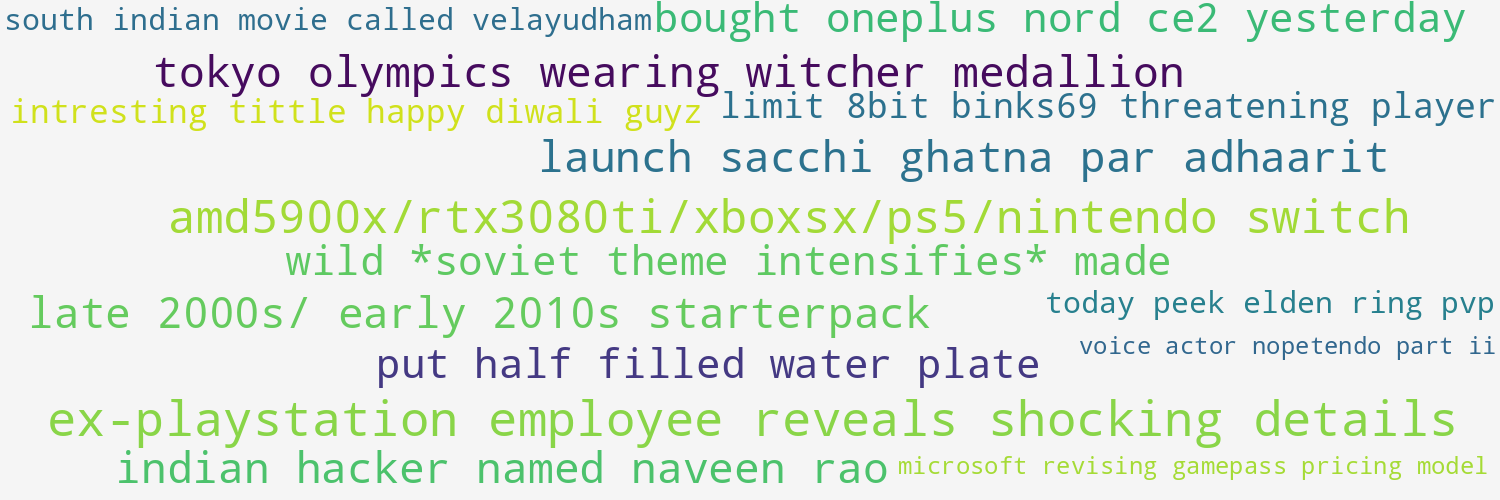 south indian movie called velayudham
bought oneplus nord ce2 yesterday
tokyo olympics wearing witcher medallion
intresting tittle happy diwali guyz
limit 8bit binks69 threatening player
launch sacchi ghatna par adhaarit
amd5900x/rtx3080ti/xboxsx/ps5/nintendo switch
wild *soviet theme intensifies* made
late 2000s/ early 2010s starterpack
today peek elden ring pvp
put half filled water plate
voice actor nopetendo part ii
ex-playstation employee reveals shocking details
indian hacker named naveen rao
microsoft revising gamepass pricing model